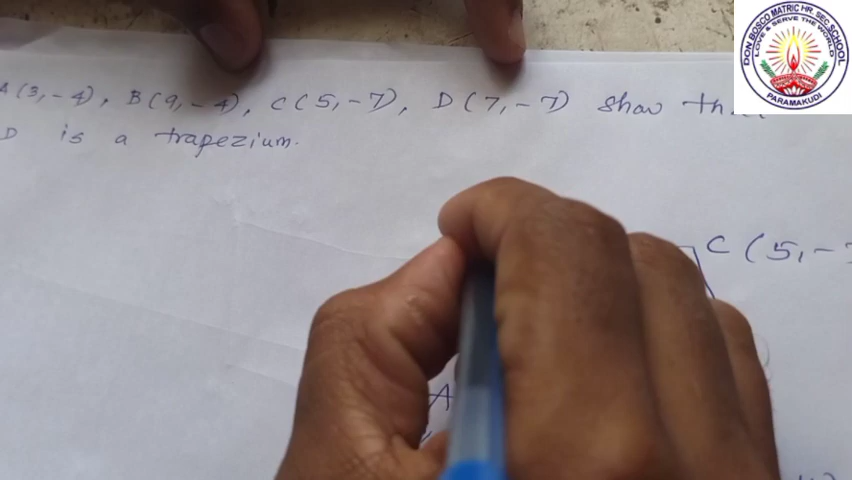 A(3,-4), B(9,-4), C(5,-7), D(7,-7) show that
D is a trapezium.
C(5,-7
A
DON BOSCO MATRIC HR. SEC. SCHOOL
LOVE & SERVE THE WORLD
PARAMAKUDI